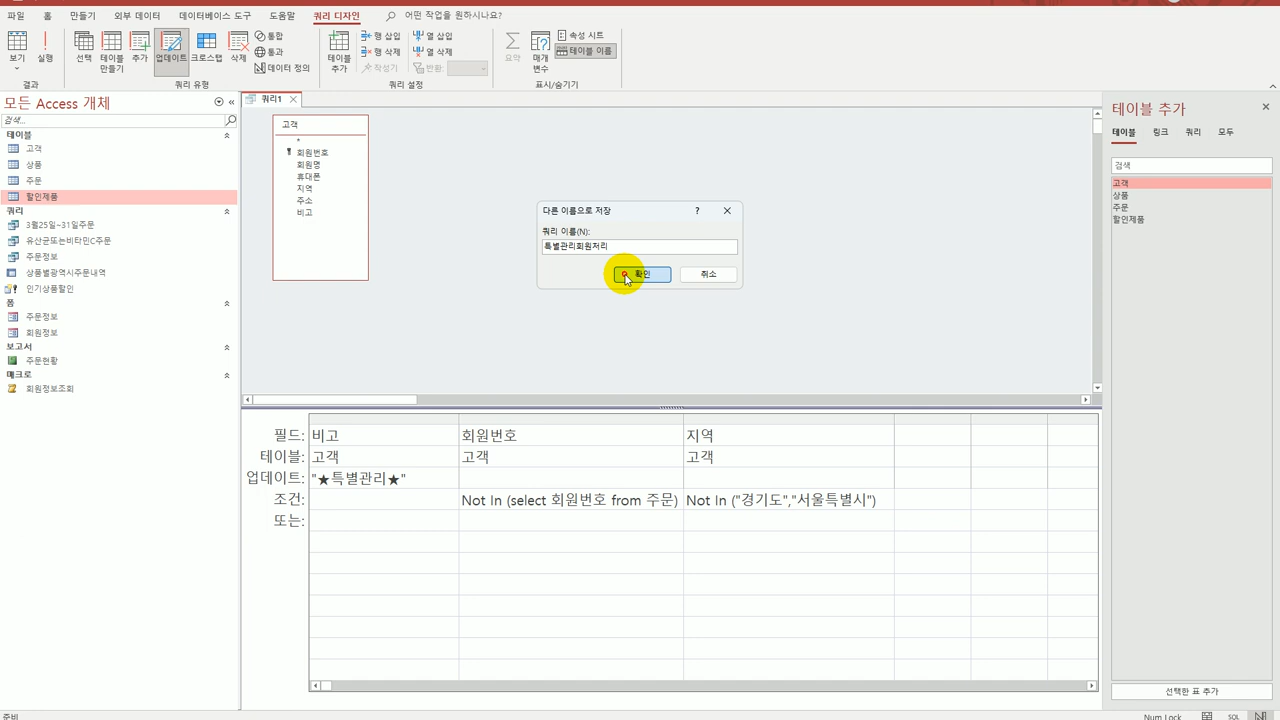 파일 홈 만들기 외부 데이터 데이터베이스 도구 도움말 쿼리 디자인 어떤 작업을 원하시나요?
보기 실행 선택 테이블 만들기 추가 업데이트 크로스탭 삭제 통합 통과 데이터 정의
테이블 추가 행 삽입 행 삭제 작성기 열 삽입 열 삭제 반환:
요약 매개 변수 속성 시트 테이블 이름
결과 쿼리 유형 쿼리 설정 표시/숨기기
모든 Access 개체
검색...
테이블
고객
상품
주문
할인제품
쿼리
3월25일~31일주문
유산균또는비타민C주문
주문정보
상품별광역시주문내역
인기상품할인
폼
주문정보
회원정보
보고서
주문현황
매크로
회원정보조회
쿼리1
고객
*
회원번호
회원명
휴대폰
지역
주소
비고
다른 이름으로 저장 ?
쿼리 이름(N):
특별관리회원처리
확인 취소
필드: 비고 회원번호 지역
테이블: 고객 고객 고객
업데이트: "★특별관리★"
조건: Not In (select 회원번호 from 주문) Not In ("경기도","서울특별시")
또는:
테이블 추가
테이블 링크 쿼리 모두
검색
고객
상품
주문
할인제품
선택한 표 추가
준비 Num Lock SQL